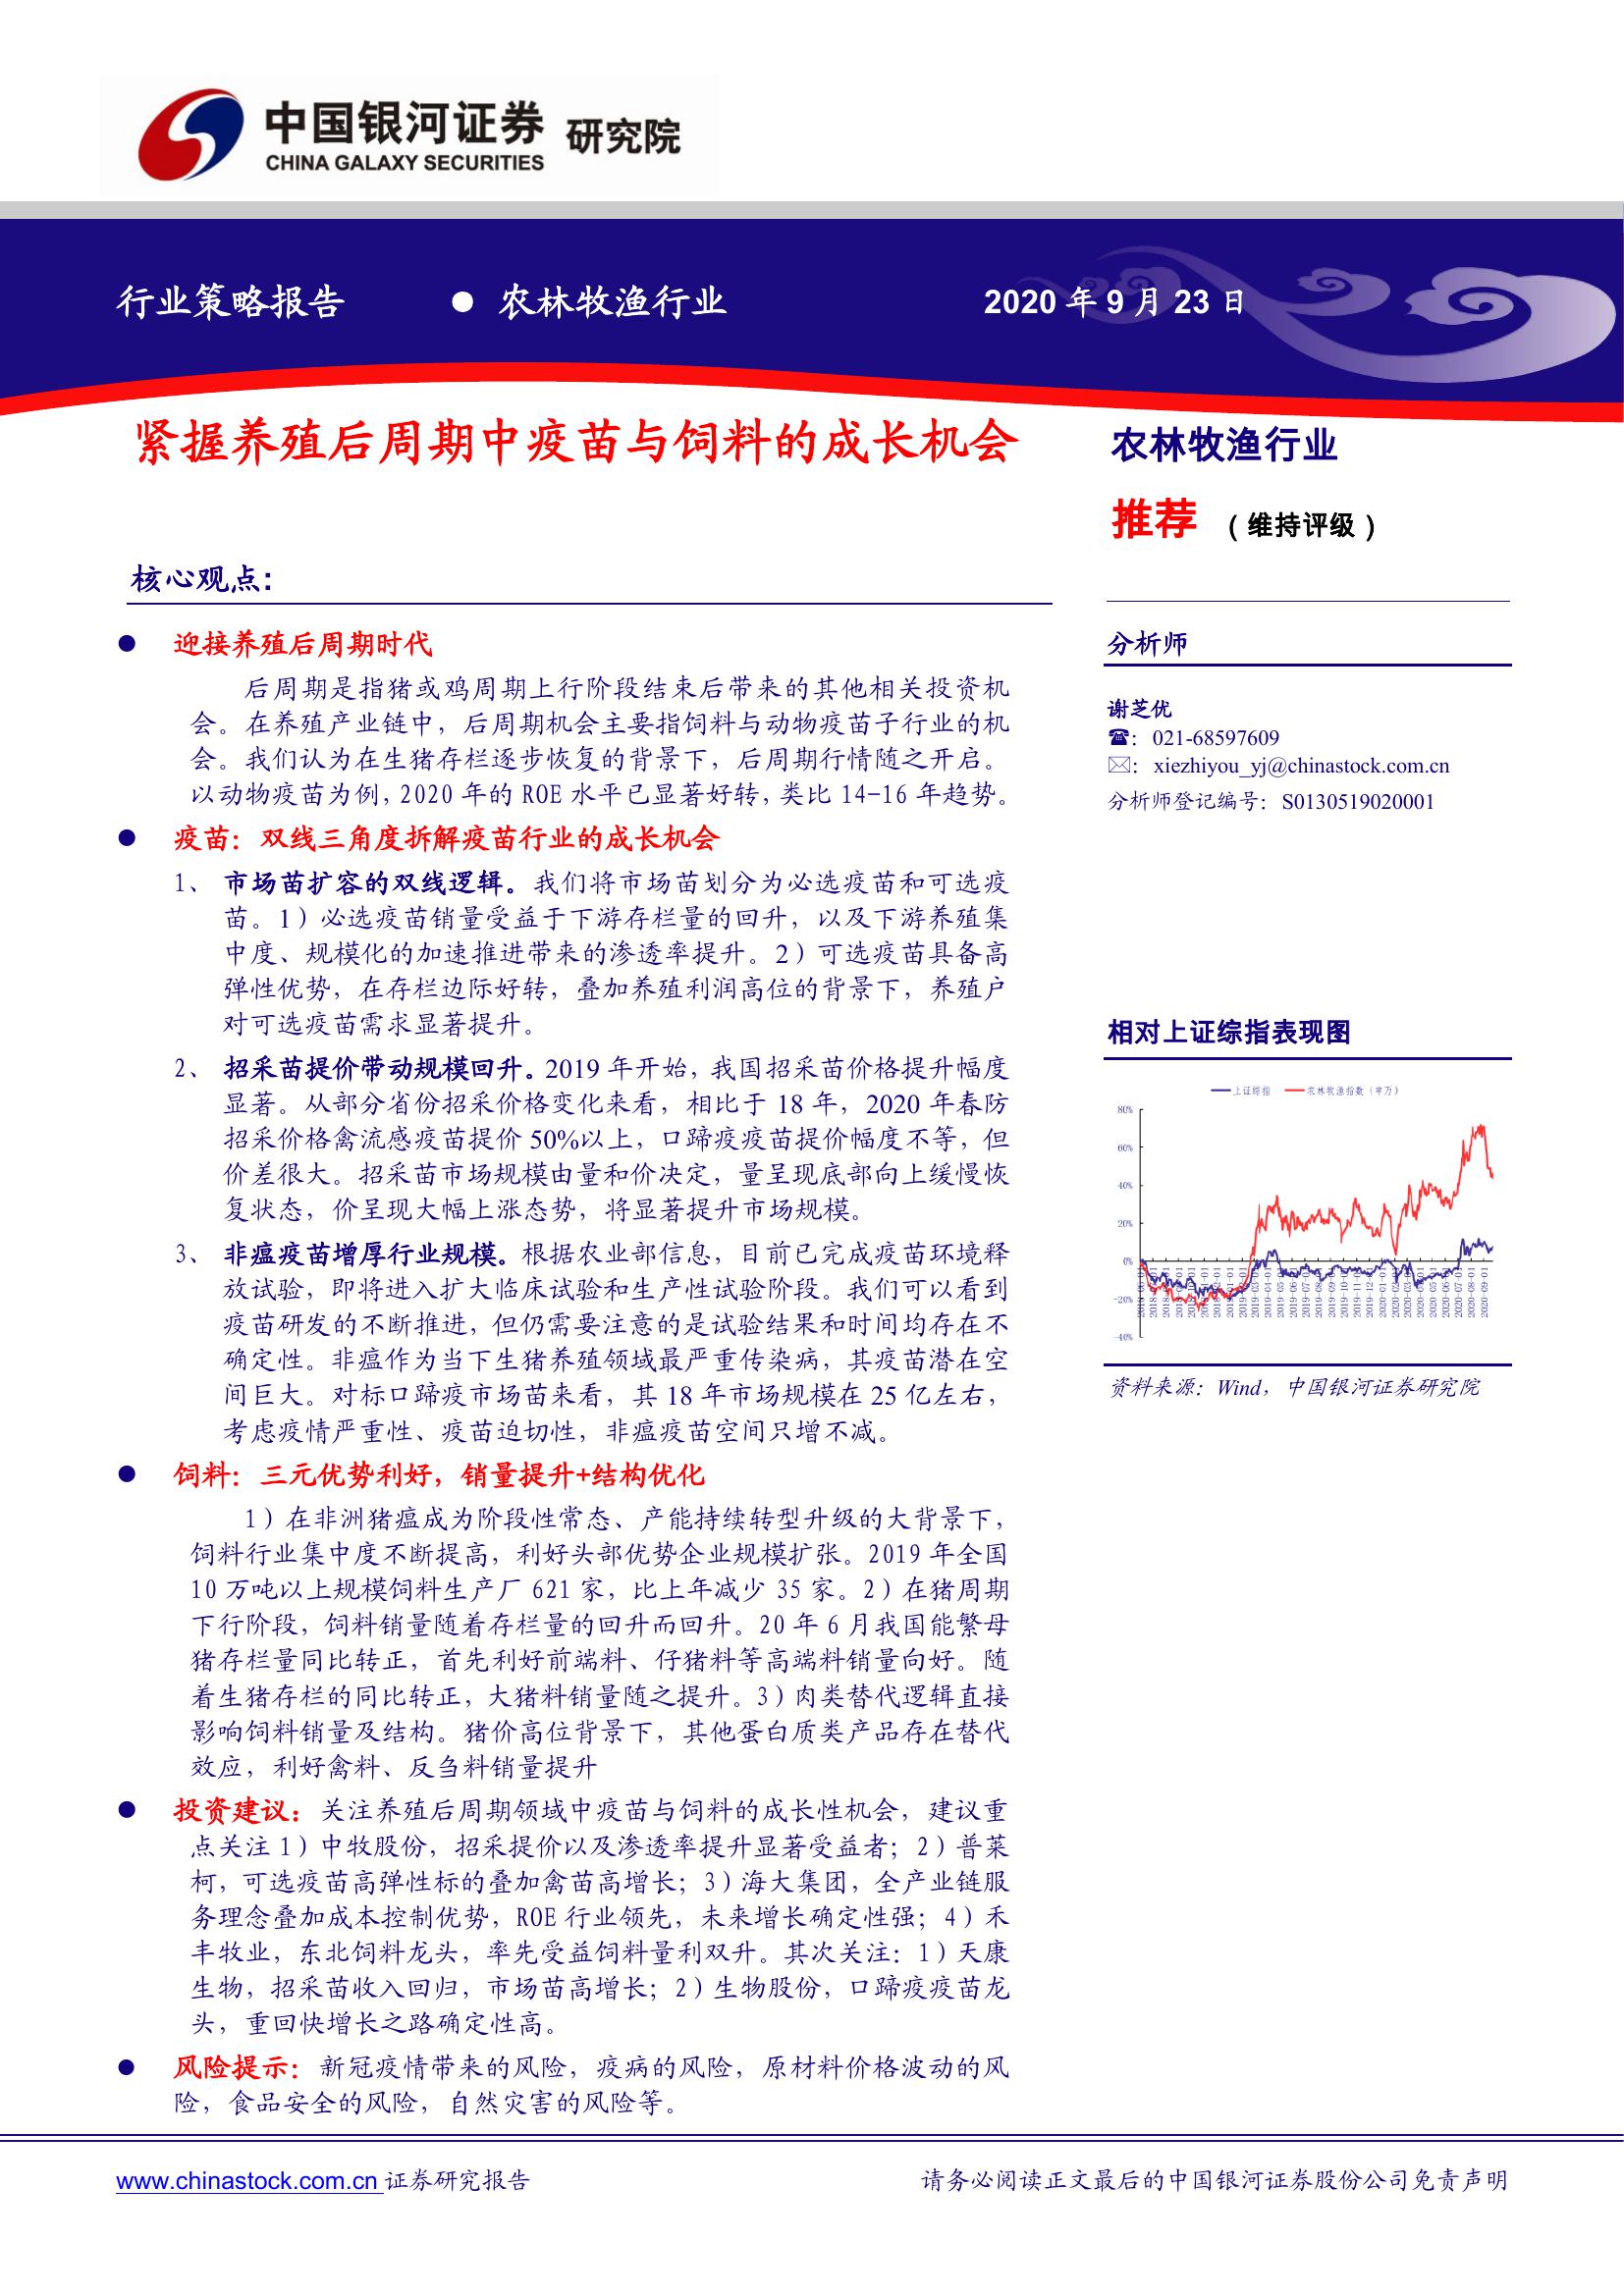 中国银河证券 研究院
CHINA GALAXY SECURITIES
行业策略报告 ● 农林牧渔行业 2020 年 9 月 23 日
紧握养殖后周期中疫苗与饲料的成长机会
核心观点:
● 迎接养殖后周期时代
后周期是指猪或鸡周期上行阶段结束后带来的其他相关投资机
会。在养殖产业链中，后周期机会主要指饲料与动物疫苗子行业的机
会。我们认为在生猪存栏逐步恢复的背景下，后周期行情随之开启。
以动物疫苗为例，2020 年的 ROE 水平已显著好转，类比 14-16 年趋势。
● 疫苗：双线三角度拆解疫苗行业的成长机会
1、 市场苗扩容的双线逻辑。我们将市场苗划分为必选疫苗和可选疫
苗。1）必选疫苗销量受益于下游存栏量的回升，以及下游养殖集
中度、规模化的加速推进带来的渗透率提升。2）可选疫苗具备高
弹性优势，在存栏边际好转，叠加养殖利润高位的背景下，养殖户
对可选疫苗需求显著提升。
2、 招采苗提价带动规模回升。2019 年开始，我国招采苗价格提升幅度
显著。从部分省份招采价格变化来看，相比于 18 年，2020 年春防
招采价格禽流感疫苗提价 50%以上，口蹄疫疫苗提价幅度不等，但
价差很大。招采苗市场规模由量和价决定，量呈现底部向上缓慢恢
复状态，价呈现大幅上涨态势，将显著提升市场规模。
3、 非瘟疫苗增厚行业规模。根据农业部信息，目前已完成疫苗环境释
放试验，即将进入扩大临床试验和生产性试验阶段。我们可以看到
疫苗研发的不断推进，但仍需要注意的是试验结果和时间均存在不
确定性。非瘟作为当下生猪养殖领域最严重传染病，其疫苗潜在空
间巨大。对标口蹄疫市场苗来看，其 18 年市场规模在 25 亿左右，
考虑疫情严重性、疫苗迫切性，非瘟疫苗空间只增不减。
● 饲料：三元优势利好，销量提升+结构优化
1）在非洲猪瘟成为阶段性常态、产能持续转型升级的大背景下，
饲料行业集中度不断提高，利好头部优势企业规模扩张。2019 年全国
10 万吨以上规模饲料生产厂 621 家，比上年减少 35 家。2）在猪周期
下行阶段，饲料销量随着存栏量的回升而回升。20 年 6 月我国能繁母
猪存栏量同比转正，首先利好前端料、仔猪料等高端料销量向好。随
着生猪存栏的同比转正，大猪料销量随之提升。3）肉类替代逻辑直接
影响饲料销量及结构。猪价高位背景下，其他蛋白质类产品存在替代
效应，利好禽料、反刍料销量提升
● 投资建议：关注养殖后周期领域中疫苗与饲料的成长性机会，建议重
点关注 1）中牧股份，招采提价以及渗透率提升显著受益者；2）普莱
柯，可选疫苗高弹性标的叠加禽苗高增长；3）海大集团，全产业链服
务理念叠加成本控制优势，ROE 行业领先，未来增长确定性强；4）禾
丰牧业，东北饲料龙头，率先受益饲料量利双升。其次关注：1）天康
生物，招采苗收入回归，市场苗高增长；2）生物股份，口蹄疫疫苗龙
头，重回快增长之路确定性高。
● 风险提示：新冠疫情带来的风险，疫病的风险，原材料价格波动的风
险，食品安全的风险，自然灾害的风险等。
农林牧渔行业
推荐 （维持评级）
分析师
谢芝优
☎：021-68597609
✉：xiezhiyou_yj@chinastock.com.cn
分析师登记编号：S0130519020001
相对上证综指表现图
上证综指 农林牧渔指数（申万）
80%
60%
40%
20%
0%
-20%
-40%
资料来源：Wind，中国银河证券研究院
www.chinastock.com.cn 证券研究报告 请务必阅读正文最后的中国银河证券股份公司免责声明